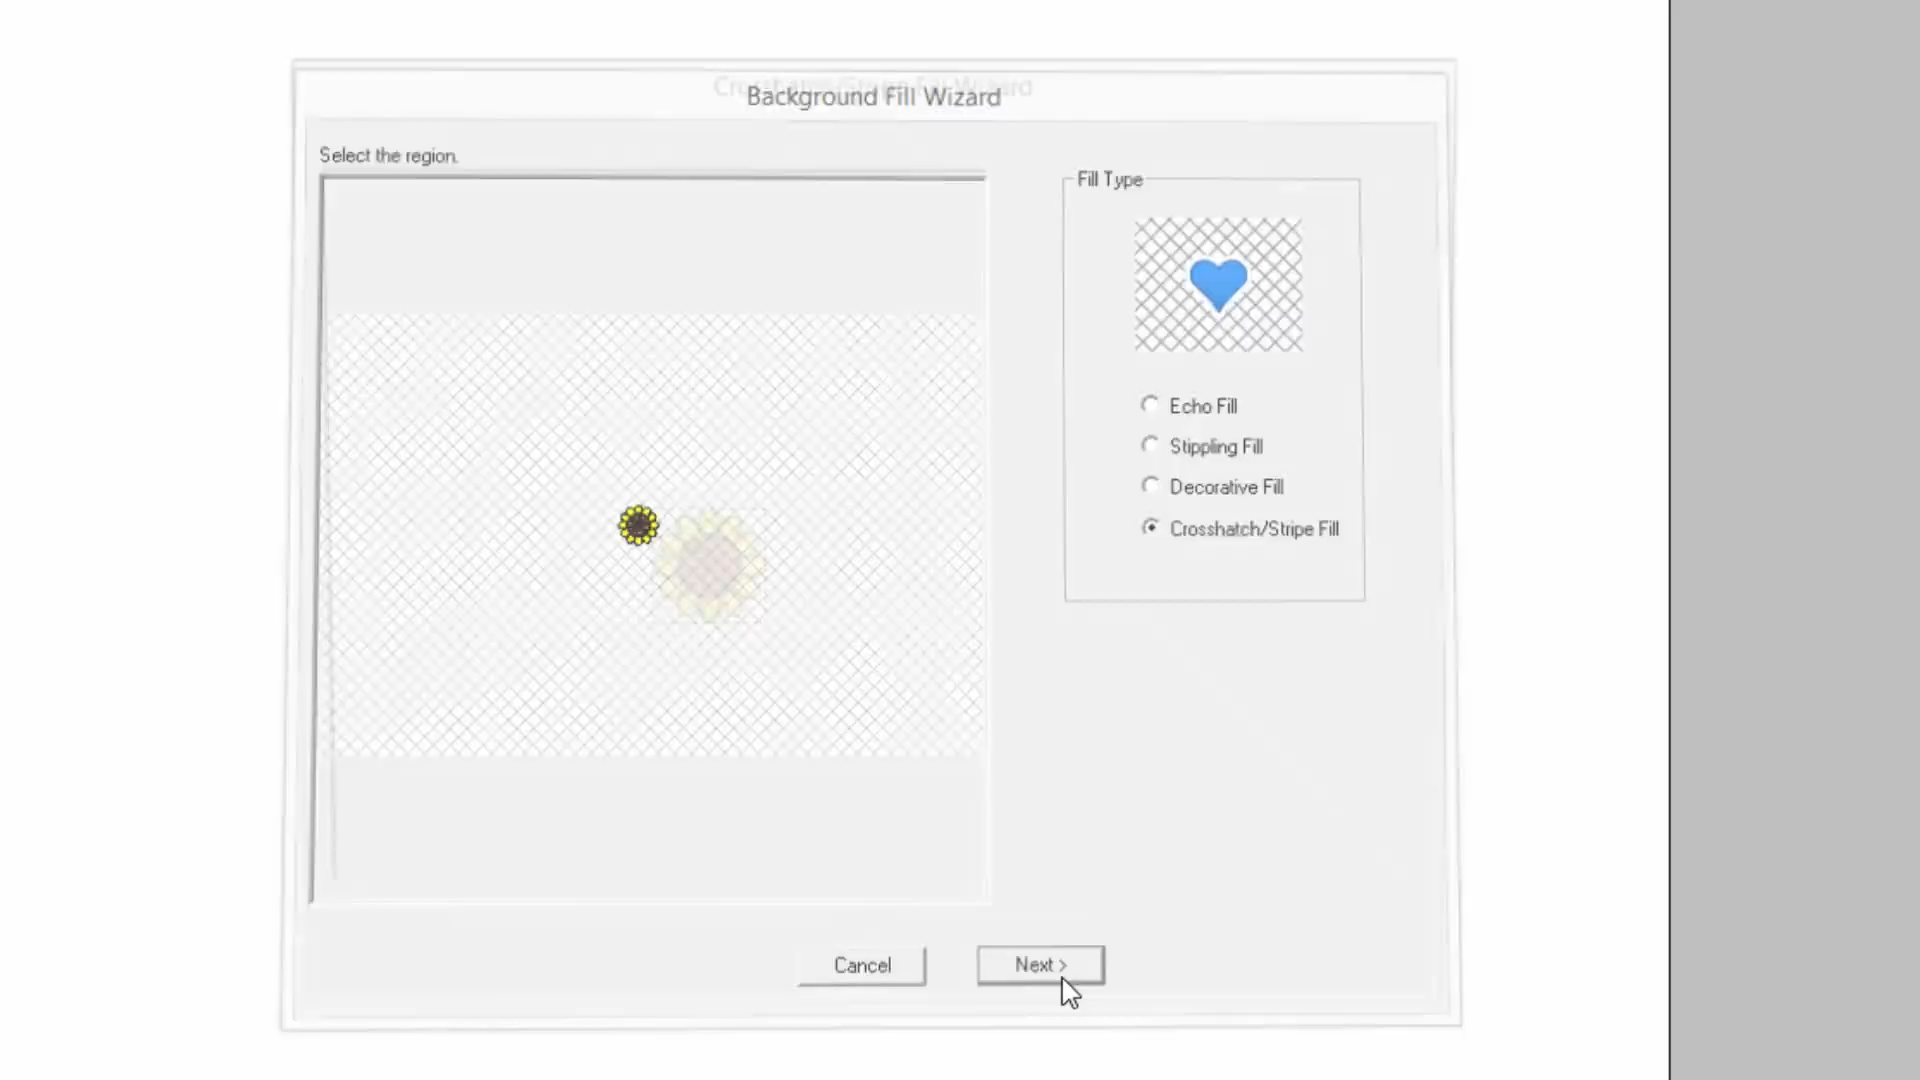 Background Fill Wizard
Select the region.
Fill Type
Echo Fill
Stippling Fill
Decorative Fill
Crosshatch/Stripe Fill
Cancel
Next >